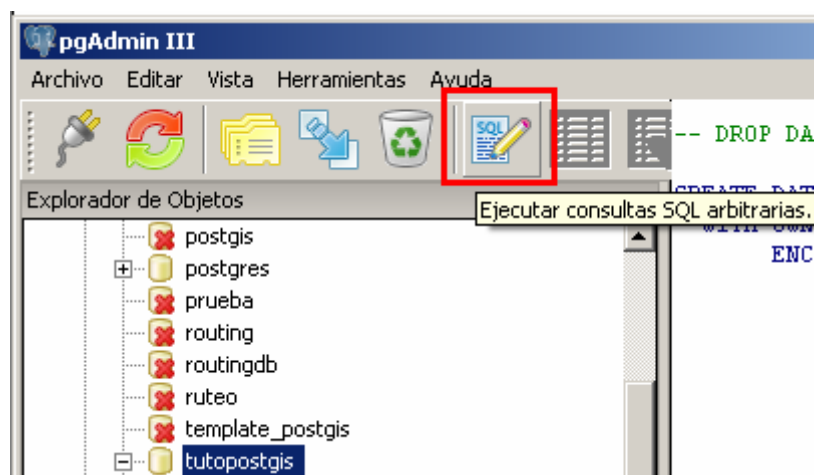 pgAdmin III
Archivo Editar Vista Herramientas Ayuda
SQL
-- DROP DA
Explorador de Objetos
Ejecutar consultas SQL arbitrarias.
ENC
postgis
postgres
prueba
routing
routingdb
ruteo
template_postgis
tutopostgis